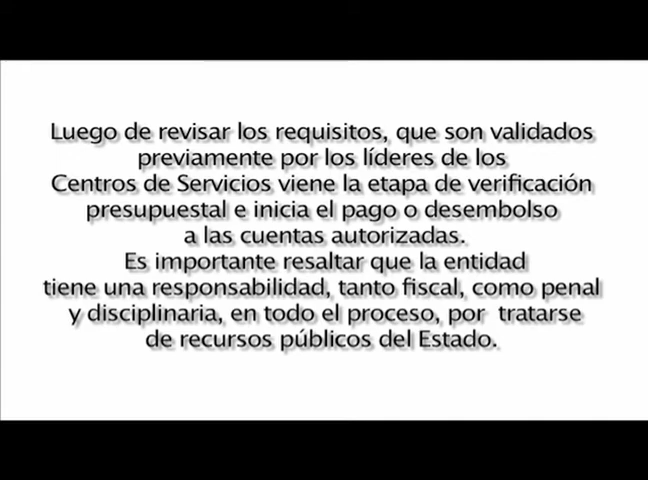 Luego de revisar los requisitos, que son validados
previamente por los líderes de los
Centros de Servicios viene la etapa de verificación
presupuestal e inicia el pago o desembolso
a las cuentas autorizadas.
Es importante resaltar que la entidad
tiene una responsabilidad, tanto fiscal, como penal
y disciplinaria, en todo el proceso, por tratarse
de recursos públicos del Estado.